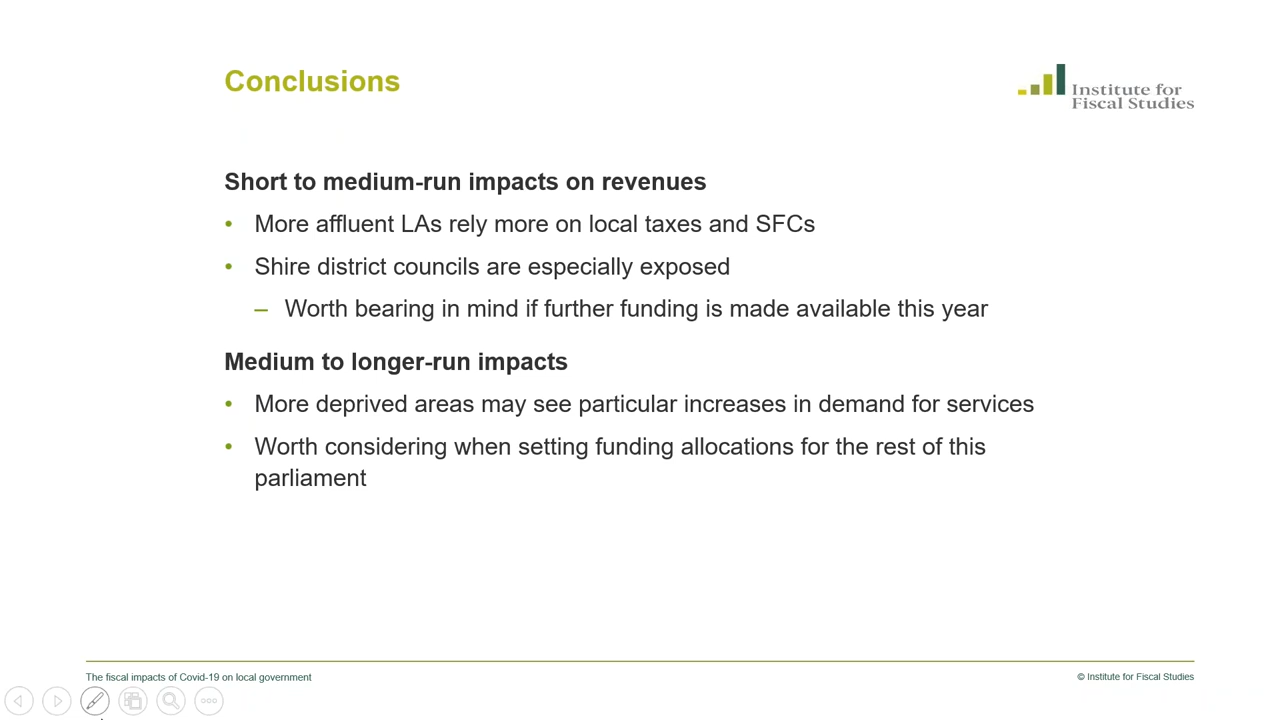 Conclusions
Institute for
Fiscal Studies
Short to medium-run impacts on revenues
• More affluent LAs rely more on local taxes and SFCs
• Shire district councils are especially exposed
– Worth bearing in mind if further funding is made available this year
Medium to longer-run impacts
• More deprived areas may see particular increases in demand for services
• Worth considering when setting funding allocations for the rest of this
parliament
The fiscal impacts of Covid-19 on local government
© Institute for Fiscal Studies